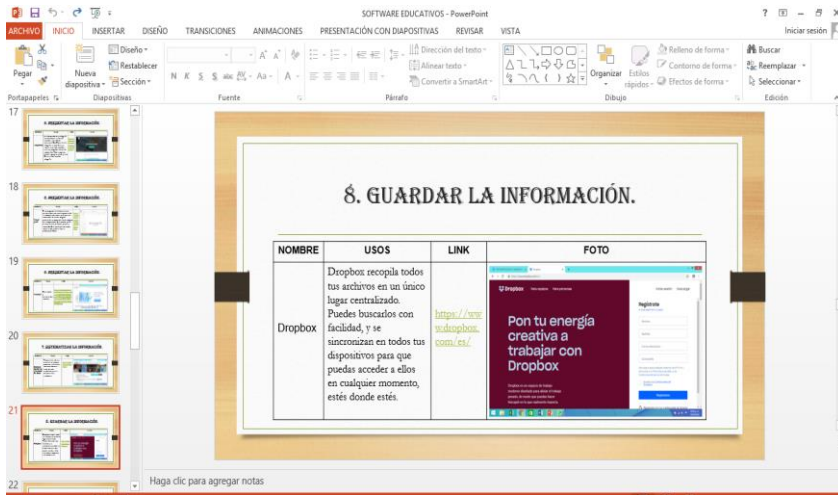 SOFTWARE EDUCATIVOS - PowerPoint
ARCHIVO INICIO INSERTAR DISEÑO TRANSICIONES ANIMACIONES PRESENTACIÓN CON DIAPOSITIVAS REVISAR VISTA Iniciar sesión
Pegar
Nueva diapositiva
Diseño
Restablecer
Sección
N K S S abc AV Aa A
Dirección del texto
Alinear texto
Convertir a SmartArt
Organizar
Estilos rápidos
Relleno de forma
Contorno de forma
Efectos de forma
Buscar
Reemplazar
Seleccionar
Portapapeles Diapositivas Fuente Párrafo Dibujo Edición
17
18
19
20
21
22
8. GUARDAR LA INFORMACIÓN.
NOMBRE USOS LINK FOTO
Dropbox
Dropbox recopila todos
tus archivos en un único
lugar centralizado.
Puedes buscarlos con
facilidad, y se
sincronizan en todos tus
dispositivos para que
puedas acceder a ellos
en cualquier momento,
estés donde estés.
https://ww
w.dropbox.
com/es/
Dropbox
Regístrate
Pon tu energía
creativa a
trabajar con
Dropbox
Haga clic para agregar notas